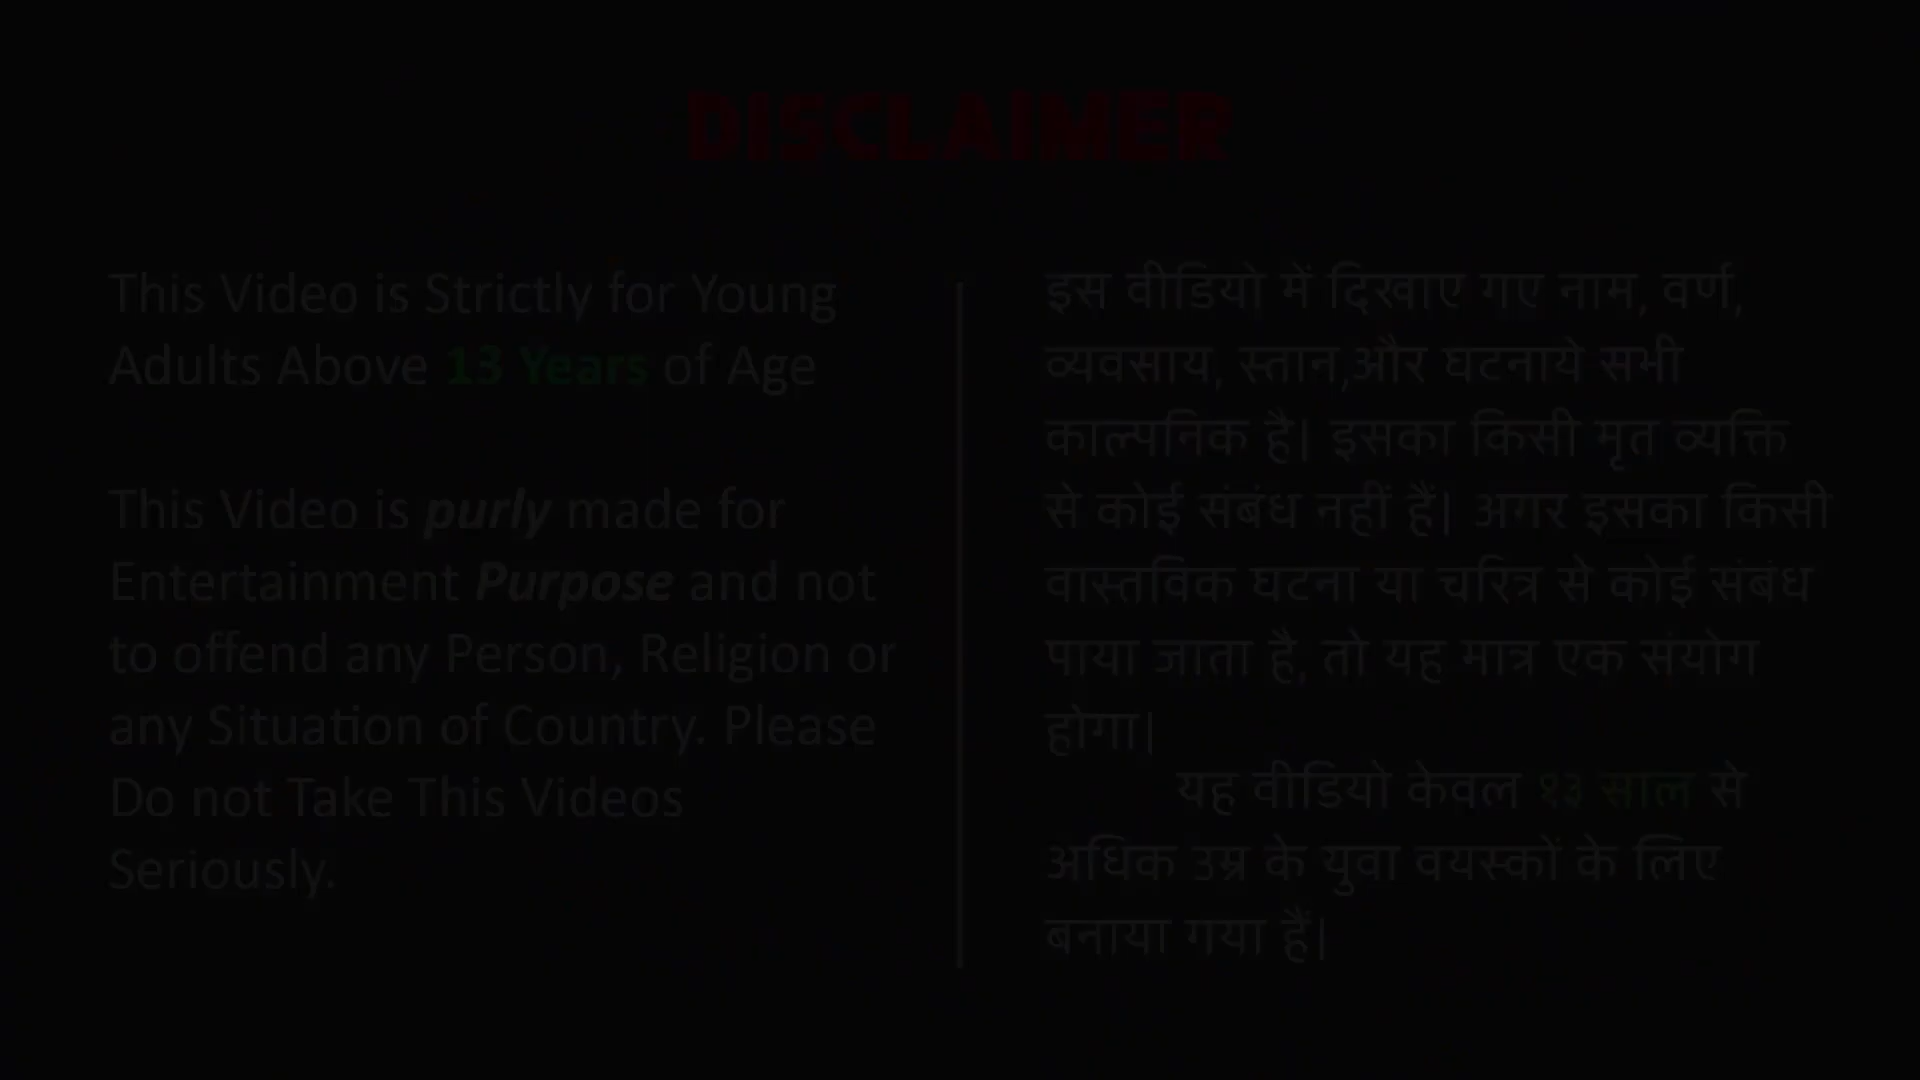 DISCLAIMER
This Video is Strictly for Young
Adults Above 13 Years of Age
This Video is purly made for
Entertainment Purpose and not
to offend any Person, Religion or
any Situation of Country. Please
Do not Take This Videos
Seriously.
इस वीडियो में दिखाए गए नाम, वर्ण,
व्यवसाय, स्तान,और घटनाये सभी
काल्पनिक है| इसका किसी मृत व्यक्ति
से कोई संबंध नहीं हैं| अगर इसका किसी
वास्तविक घटना या चरित्र से कोई संबंध
पाया जाता है, तो यह मात्र एक संयोग
होगा|
यह वीडियो केवल १३ साल से
अधिक उम्र के युवा वयस्कों के लिए
बनाया गया हैं|